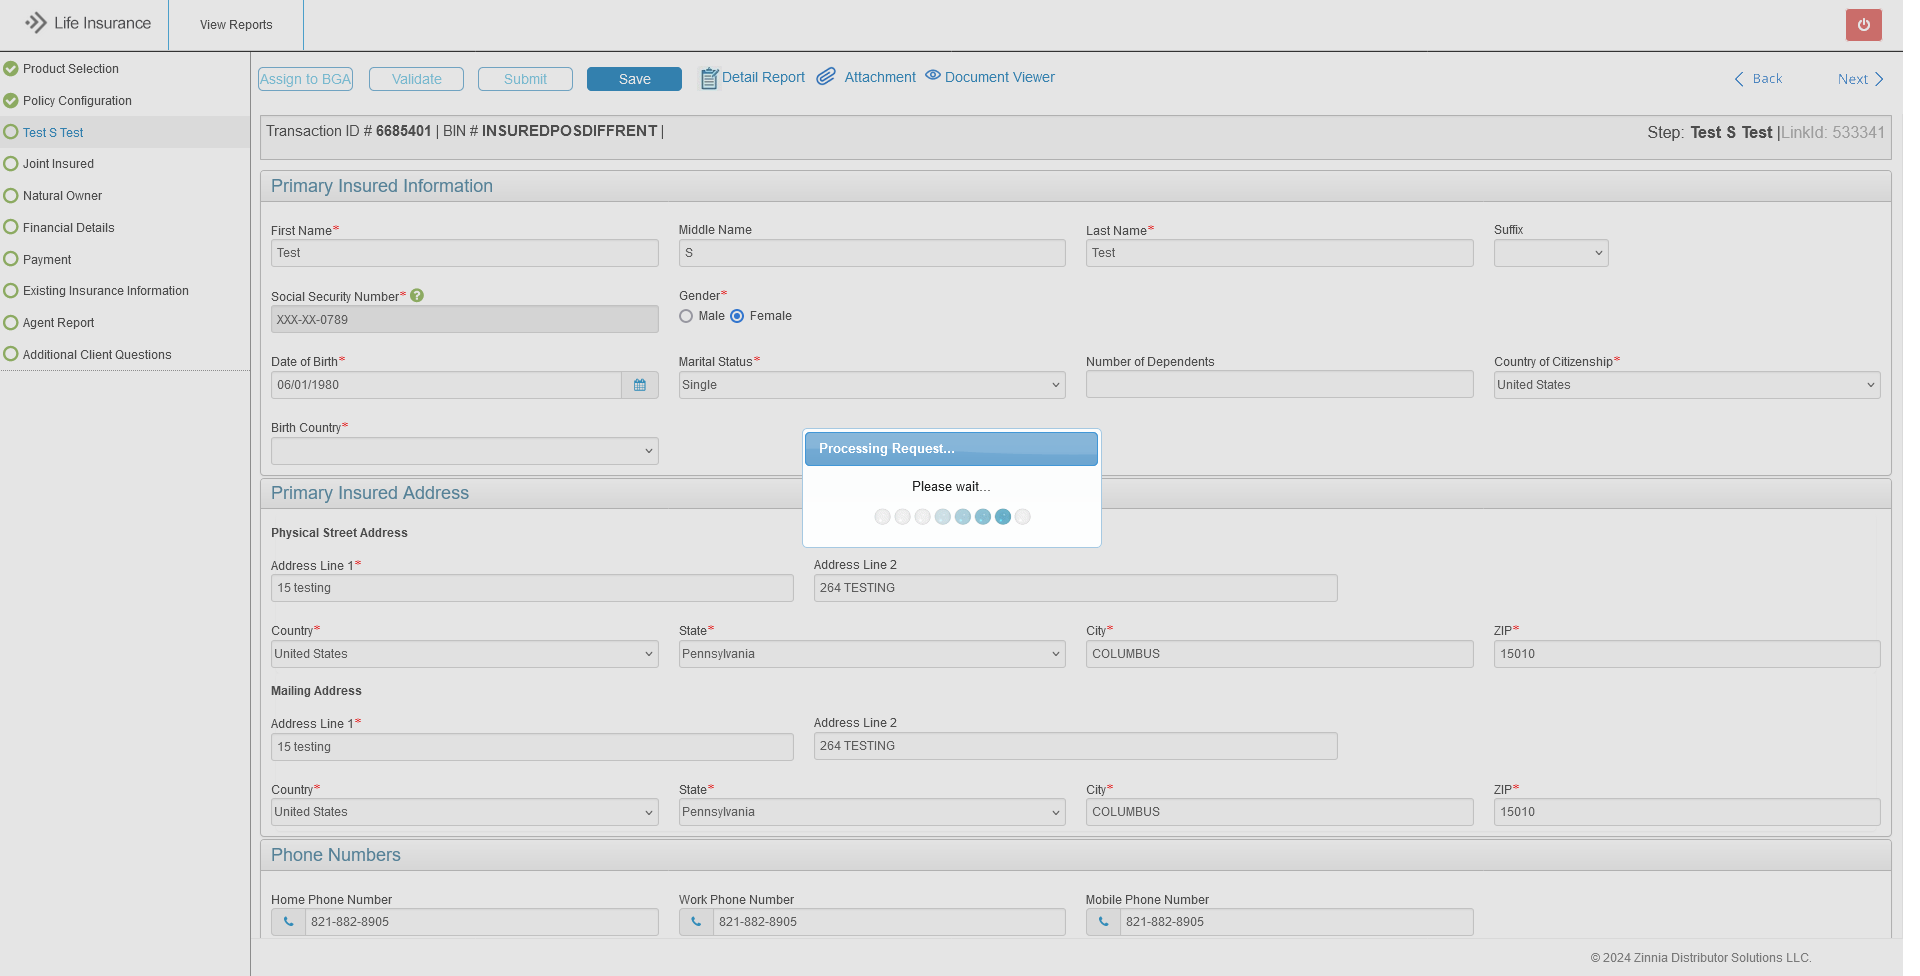 Life Insurance
View Reports
Product Selection
Policy Configuration
Test S Test
Joint Insured
Natural Owner
Financial Details
Payment
Existing Insurance Information
Agent Report
Additional Client Questions
Assign to BGA
Validate
Submit
Save
Detail Report
Attachment
Document Viewer
Back
Next
Transaction ID # 6685401 | BIN # INSUREDPOSDIFFRENT |
Step: Test S Test |LinkId: 533341
Primary Insured Information
First Name*
Middle Name
Last Name*
Suffix
Test
S
Test
Social Security Number* ?
Gender*
XXX-XX-0789
Male
Female
Date of Birth*
Marital Status*
Number of Dependents
Country of Citizenship*
06/01/1980
Single
United States
Birth Country*
Processing Request...
Please wait...
Primary Insured Address
Physical Street Address
Address Line 1*
Address Line 2
15 testing
264 TESTING
Country*
State*
City*
ZIP*
United States
Pennsylvania
COLUMBUS
15010
Mailing Address
Address Line 1*
Address Line 2
15 testing
264 TESTING
Country*
State*
City*
ZIP*
United States
Pennsylvania
COLUMBUS
15010
Phone Numbers
Home Phone Number
Work Phone Number
Mobile Phone Number
821-882-8905
821-882-8905
821-882-8905
© 2024 Zinnia Distributor Solutions LLC.